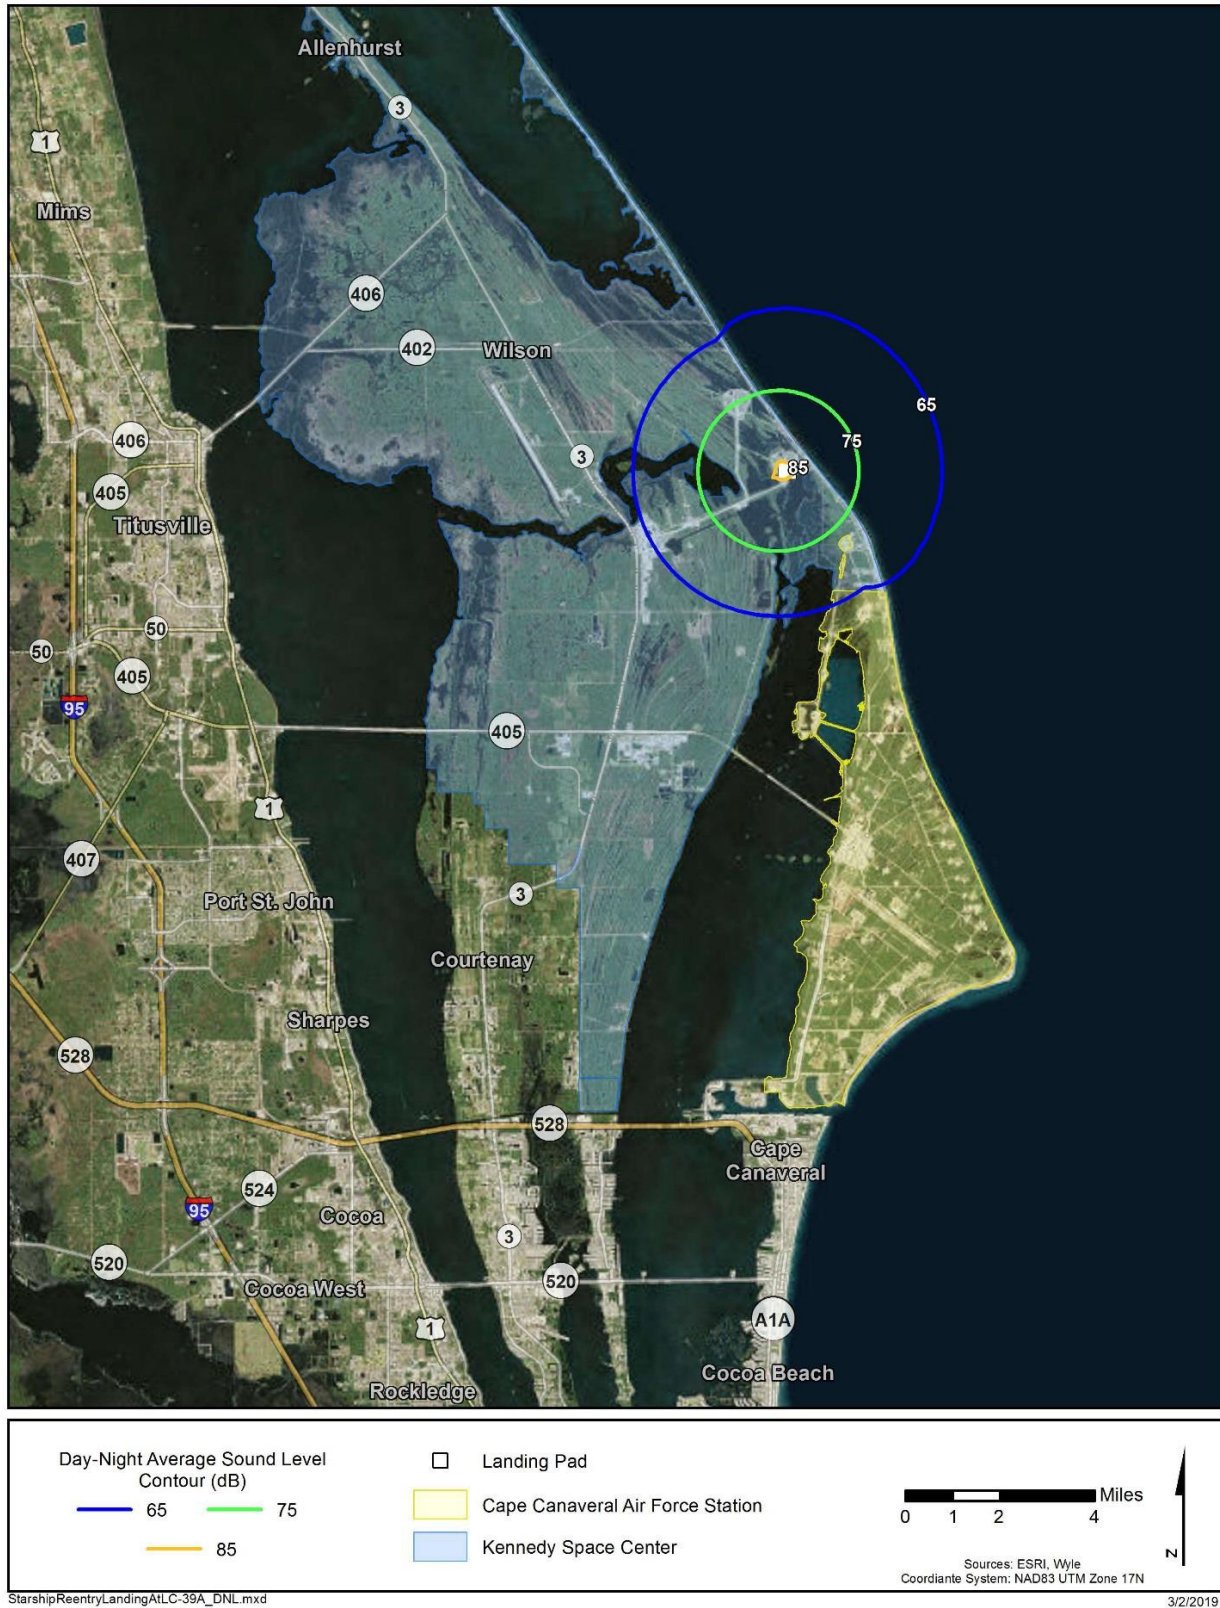 Allenhurst
3
1
Mims
406
402
Wilson
65
75
85
406
3
405
Titusville
50
50
405
95
405
1
407
Port St. John
3
Courtenay
Sharpes
528
528
Cape
Canaveral
524
95
Cocoa
3
520
Cocoa West
520
A1A
1
Rockledge
Cocoa Beach
Day-Night Average Sound Level
Contour (dB)
65
75
85
Landing Pad
Cape Canaveral Air Force Station
Kennedy Space Center
Miles
0 1 2 4
Z
Sources: ESRI, Wyle
Coordiante System: NAD83 UTM Zone 17N
StarshipReentryLandingAtLC-39A_DNL.mxd
3/2/2019